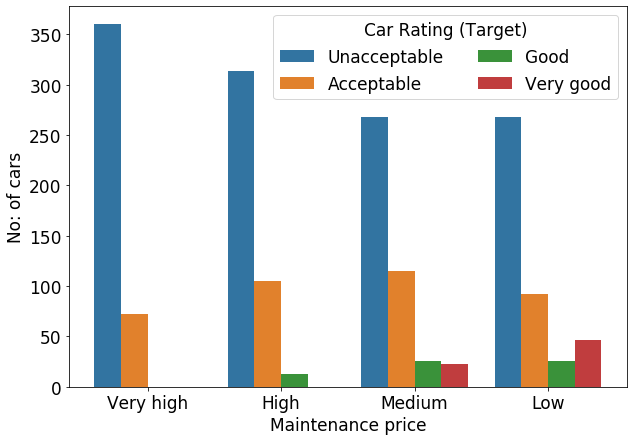 Car Rating (Target)
Unacceptable
Acceptable
Good
Very good
No: of cars
350
300
250
200
150
100
50
0
Very high
High
Medium
Low
Maintenance price